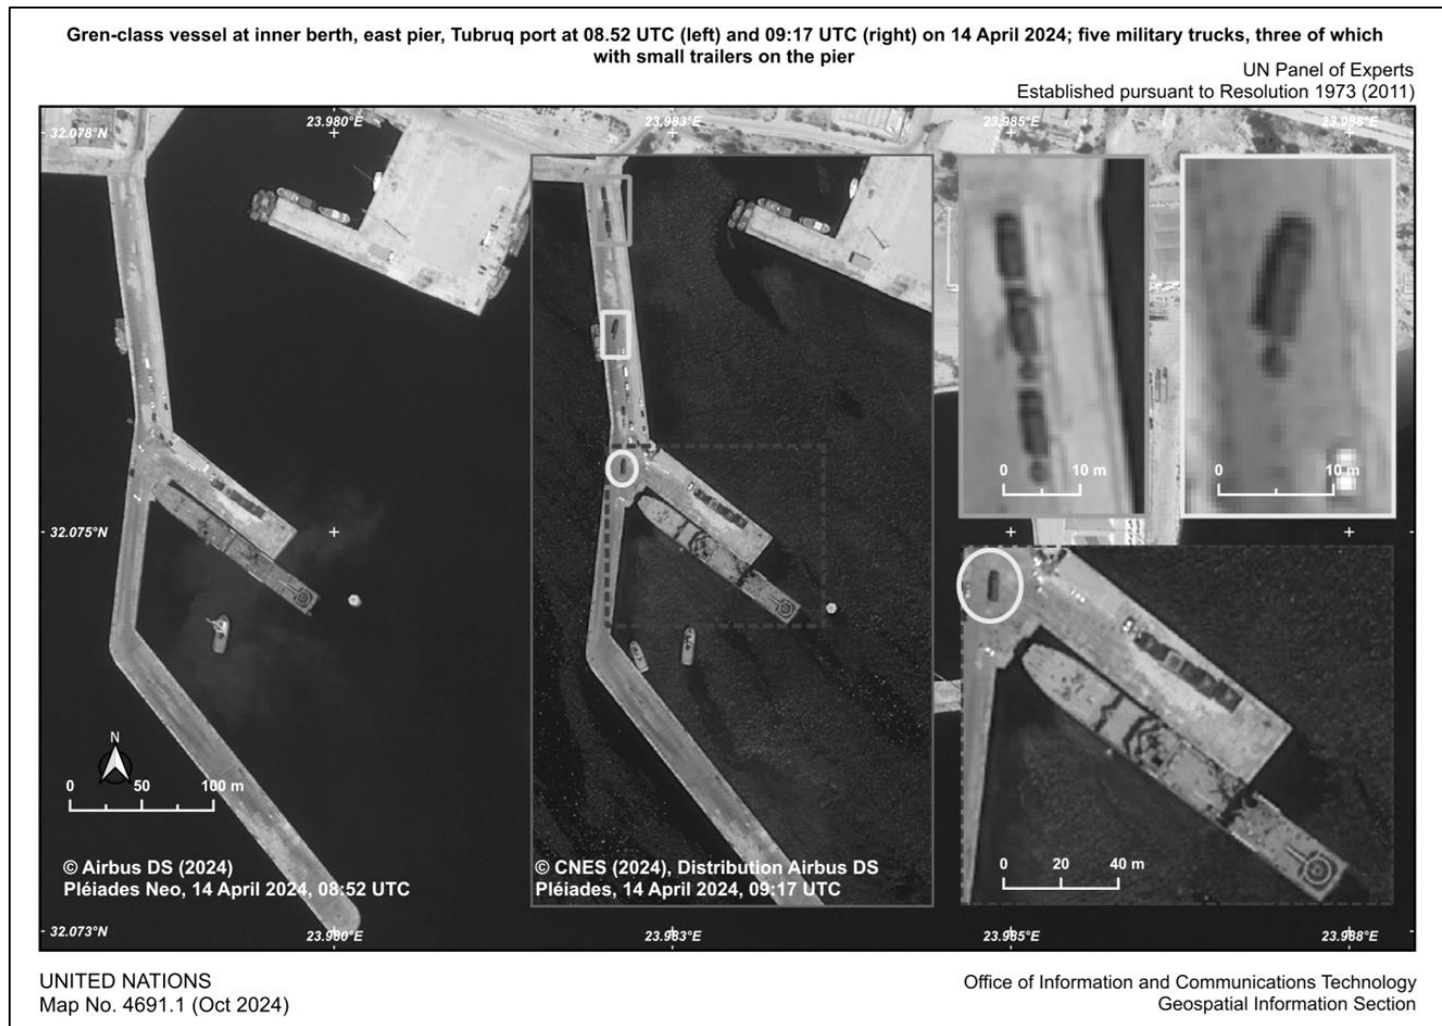 Gren-class vessel at inner berth, east pier, Tubruq port at 08.52 UTC (left) and 09:17 UTC (right) on 14 April 2024; five military trucks, three of which
with small trailers on the pier
UN Panel of Experts
Established pursuant to Resolution 1973 (2011)
32.078°N
23.980°E
23.983°E
23.985°E
23.988°E
0 10 m
0 10 m
32.075°N
N
0 50 100 m
0 20 40 m
© Airbus DS (2024)
Pléiades Neo, 14 April 2024, 08:52 UTC
© CNES (2024), Distribution Airbus DS
Pléiades, 14 April 2024, 09:17 UTC
32.073°N
23.980°E
23.983°E
23.985°E
23.988°E
UNITED NATIONS
Map No. 4691.1 (Oct 2024)
Office of Information and Communications Technology
Geospatial Information Section